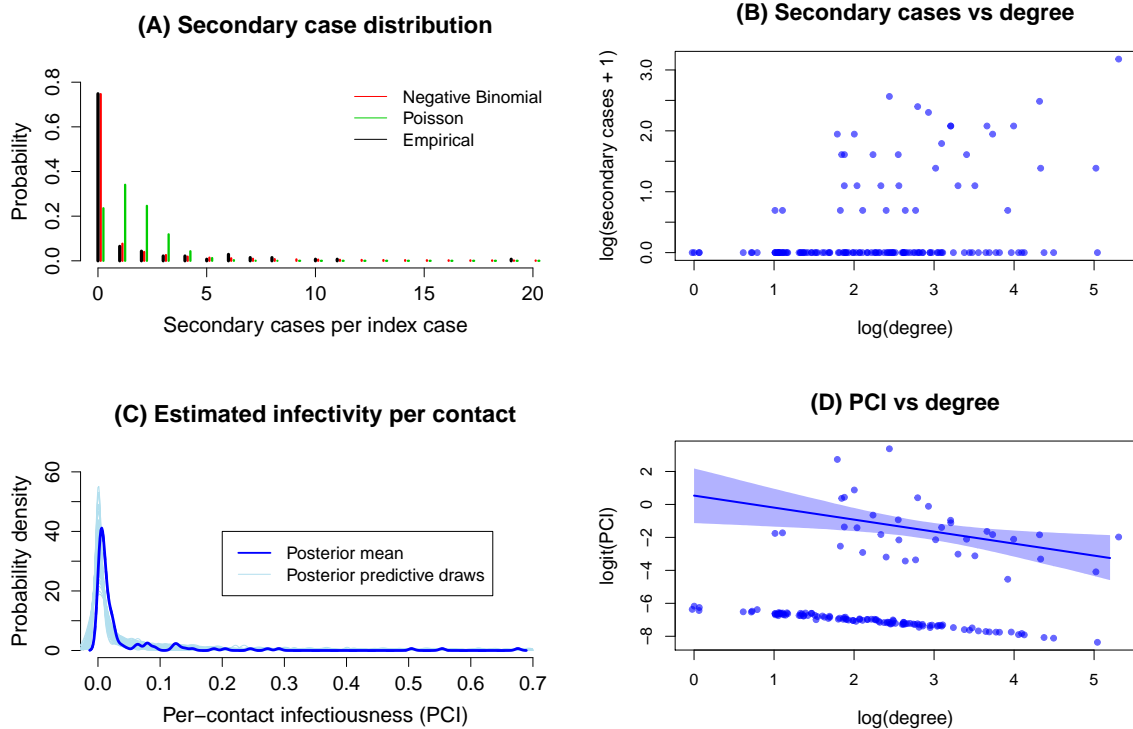 (A) Secondary case distribution
Probability
0.0 0.2 0.4 0.6 0.8
Negative Binomial
Poisson
Empirical
0 5 10 15 20
Secondary cases per index case
(B) Secondary cases vs degree
log(secondary cases + 1)
0.0 1.0 2.0 3.0
0 1 2 3 4 5
log(degree)
(C) Estimated infectivity per contact
Probability density
0 20 40 60
Posterior mean
Posterior predictive draws
0.0 0.1 0.2 0.3 0.4 0.5 0.6 0.7
Per−contact infectiousness (PCI)
(D) PCI vs degree
logit(PCI)
−8 −6 −4 −2 0 2
0 1 2 3 4 5
log(degree)